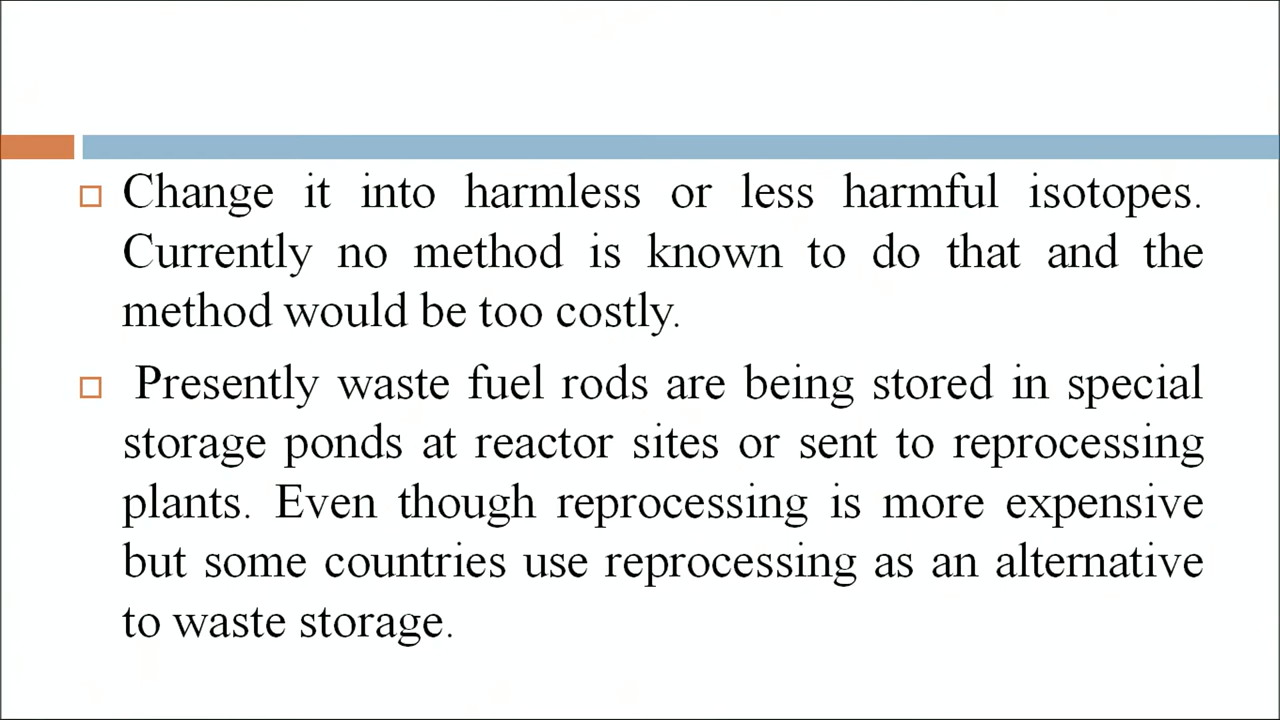 Change it into harmless or less harmful isotopes.
Currently no method is known to do that and the
method would be too costly.
Presently waste fuel rods are being stored in special
storage ponds at reactor sites or sent to reprocessing
plants. Even though reprocessing is more expensive
but some countries use reprocessing as an alternative
to waste storage.